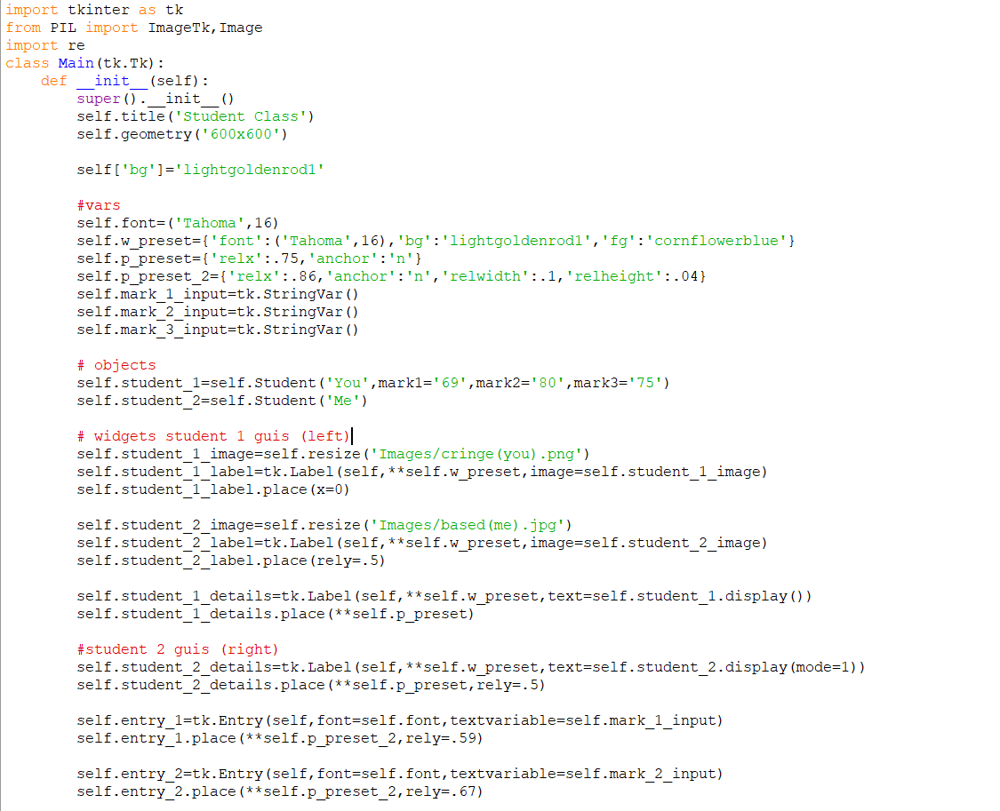 import tkinter as tk
from PIL import ImageTk,Image
import re
class Main(tk.Tk):
    def __init__(self):
        super().__init__()
        self.title('Student Class')
        self.geometry('600x600')

        self['bg']='lightgoldenrod1'

        #vars
        self.font=('Tahoma',16)
        self.w_preset={'font':('Tahoma',16),'bg':'lightgoldenrod1','fg':'cornflowerblue'}
        self.p_preset={'relx':.75,'anchor':'n'}
        self.p_preset_2={'relx':.86,'anchor':'n','relwidth':.1,'relheight':.04}
        self.mark_1_input=tk.StringVar()
        self.mark_2_input=tk.StringVar()
        self.mark_3_input=tk.StringVar()

        # objects
        self.student_1=self.Student('You',mark1='69',mark2='80',mark3='75')
        self.student_2=self.Student('Me')

        # widgets student 1 guis (left)
        self.student_1_image=self.resize('Images/cringe(you).png')
        self.student_1_label=tk.Label(self,**self.w_preset,image=self.student_1_image)
        self.student_1_label.place(x=0)

        self.student_2_image=self.resize('Images/based(me).jpg')
        self.student_2_label=tk.Label(self,**self.w_preset,image=self.student_2_image)
        self.student_2_label.place(rely=.5)

        self.student_1_details=tk.Label(self,**self.w_preset,text=self.student_1.display())
        self.student_1_details.place(**self.p_preset)

        #student 2 guis (right)
        self.student_2_details=tk.Label(self,**self.w_preset,text=self.student_2.display(mode=1))
        self.student_2_details.place(**self.p_preset,rely=.5)

        self.entry_1=tk.Entry(self,font=self.font,textvariable=self.mark_1_input)
        self.entry_1.place(**self.p_preset_2,rely=.59)

        self.entry_2=tk.Entry(self,font=self.font,textvariable=self.mark_2_input)
        self.entry_2.place(**self.p_preset_2,rely=.67)